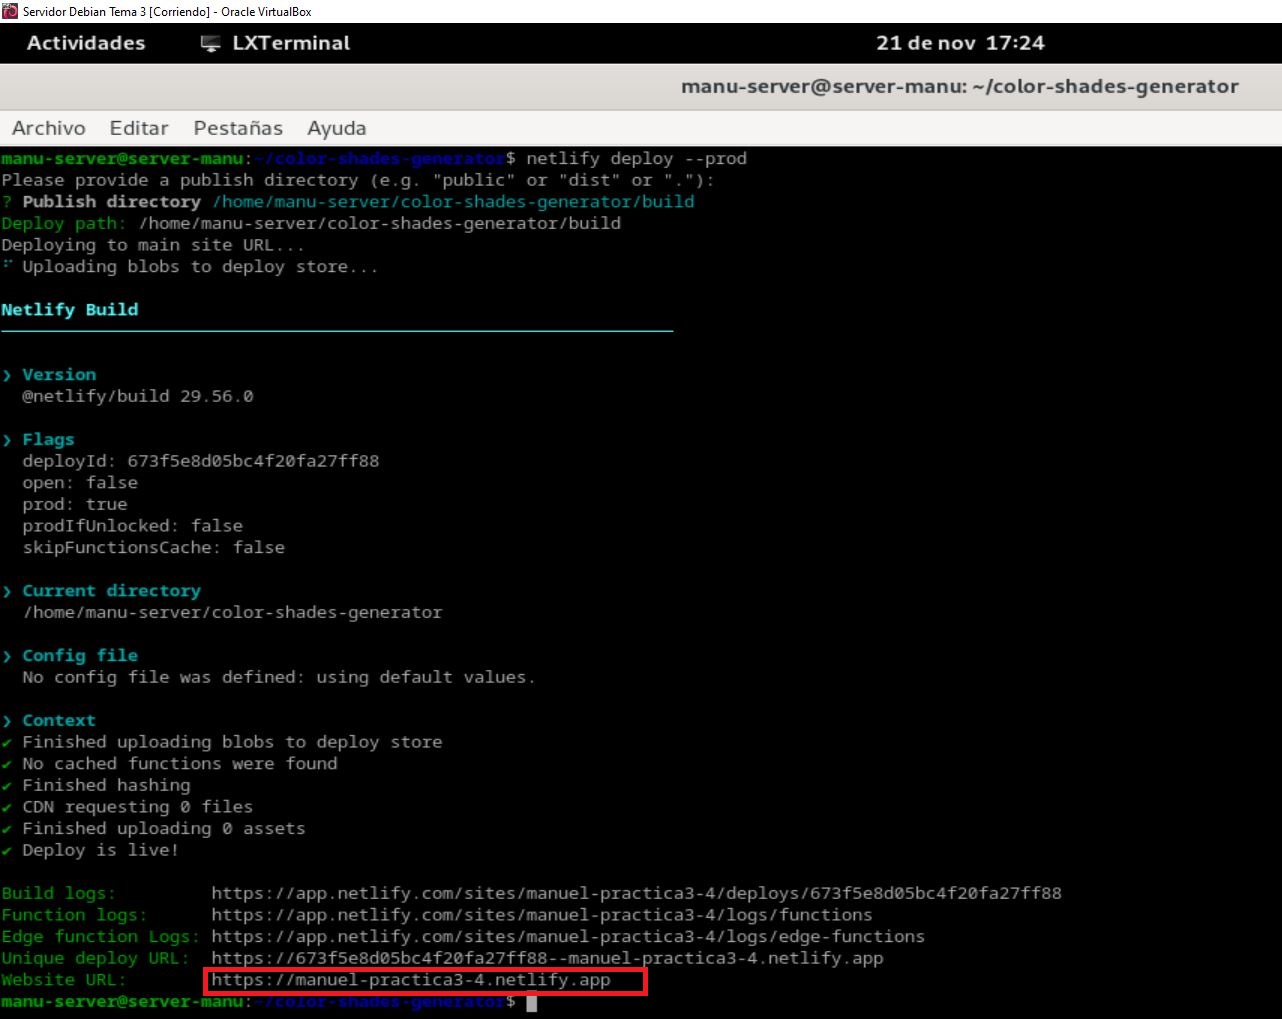 Servidor Debian Tema 3 [Corriendo] - Oracle VirtualBox
Actividades LXTerminal 21 de nov 17:24
manu-server@server-manu: ~/color-shades-generator
Archivo Editar Pestañas Ayuda
manu-server@server-manu:~/color-shades-generator$ netlify deploy --prod
Please provide a publish directory (e.g. "public" or "dist" or "."):
? Publish directory /home/manu-server/color-shades-generator/build
Deploy path: /home/manu-server/color-shades-generator/build
Deploying to main site URL...
⠋ Uploading blobs to deploy store...
Netlify Build
❯ Version
@netlify/build 29.56.0
❯ Flags
deployId: 673f5e8d05bc4f20fa27ff88
open: false
prod: true
prodIfUnlocked: false
skipFunctionsCache: false
❯ Current directory
/home/manu-server/color-shades-generator
❯ Config file
No config file was defined: using default values.
❯ Context
✔ Finished uploading blobs to deploy store
✔ No cached functions were found
✔ Finished hashing
✔ CDN requesting 0 files
✔ Finished uploading 0 assets
✔ Deploy is live!
Build logs: https://app.netlify.com/sites/manuel-practica3-4/deploys/673f5e8d05bc4f20fa27ff88
Function logs: https://app.netlify.com/sites/manuel-practica3-4/logs/functions
Edge function Logs: https://app.netlify.com/sites/manuel-practica3-4/logs/edge-functions
Unique deploy URL: https://673f5e8d05bc4f20fa27ff88--manuel-practica3-4.netlify.app
Website URL: https://manuel-practica3-4.netlify.app
manu-server@server-manu:~/color-shades-generator$